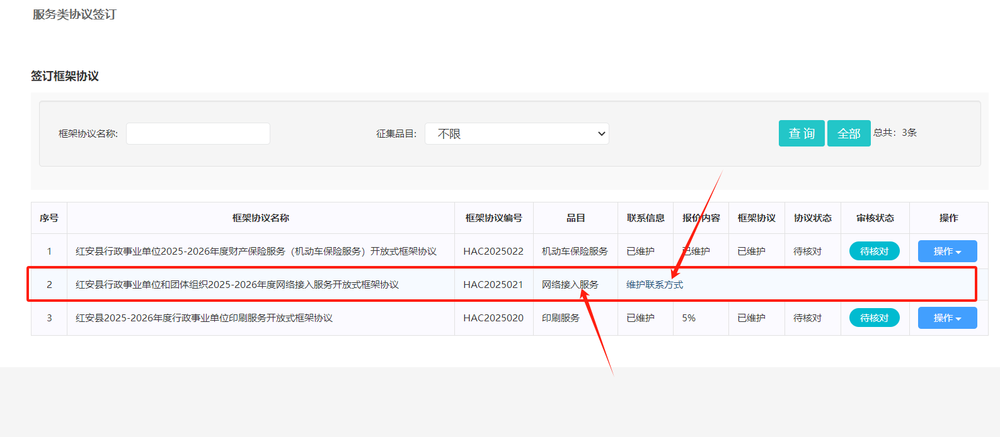 服务类协议签订
签订框架协议
框架协议名称: 征集品目: 不限 查 询 全部 总共：3条
序号 框架协议名称 框架协议编号 品目 联系信息 报价内容 框架协议 协议状态 审核状态 操作
1 红安县行政事业单位2025-2026年度财产保险服务（机动车保险服务）开放式框架协议 HAC2025022 机动车保险服务 已维护 已维护 已维护 待核对 待核对 操作
2 红安县行政事业单位和团体组织2025-2026年度网络接入服务开放式框架协议 HAC2025021 网络接入服务 维护联系方式
3 红安县2025-2026年度行政事业单位印刷服务开放式框架协议 HAC2025020 印刷服务 已维护 5% 已维护 待核对 待核对 操作